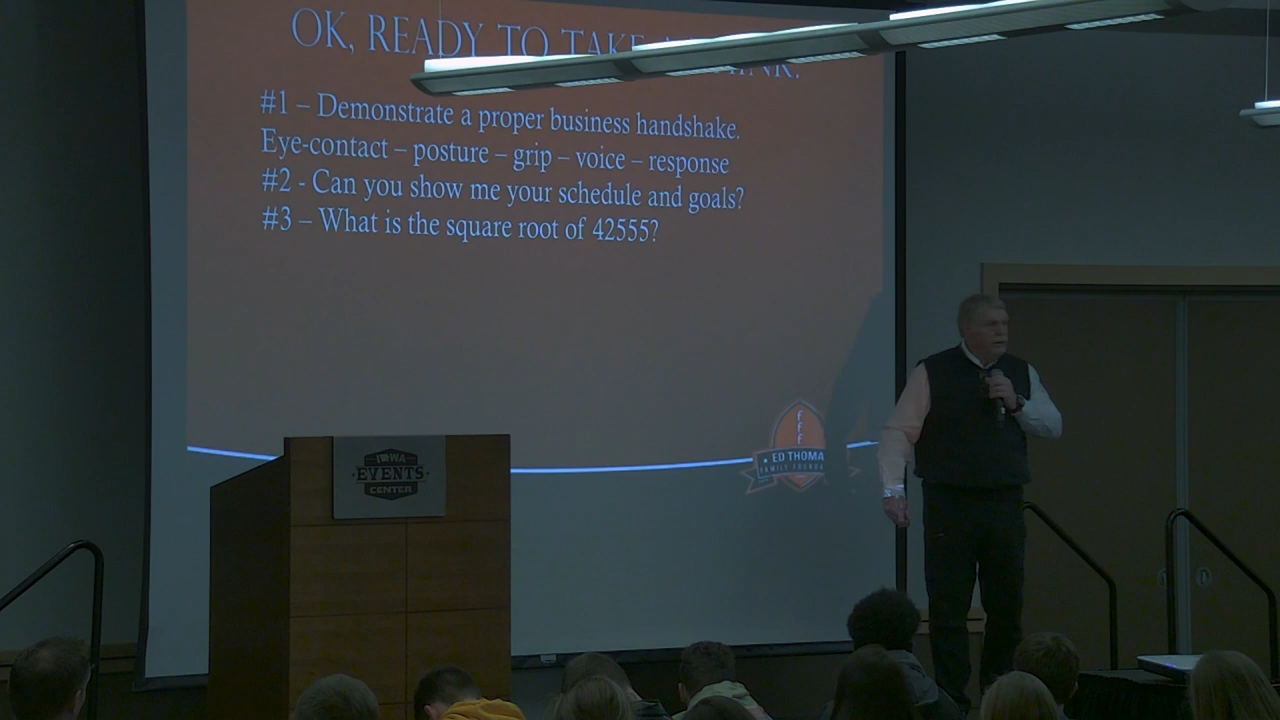 OK, READY TO TAKE
#1 – Demonstrate a proper business handshake.
Eye-contact – posture – grip – voice – response
#2 - Can you show me your schedule and goals?
#3 – What is the square root of 42555?
F
F
F
ED THOMA
FAMILY
IOWA
EVENTS
CENTER